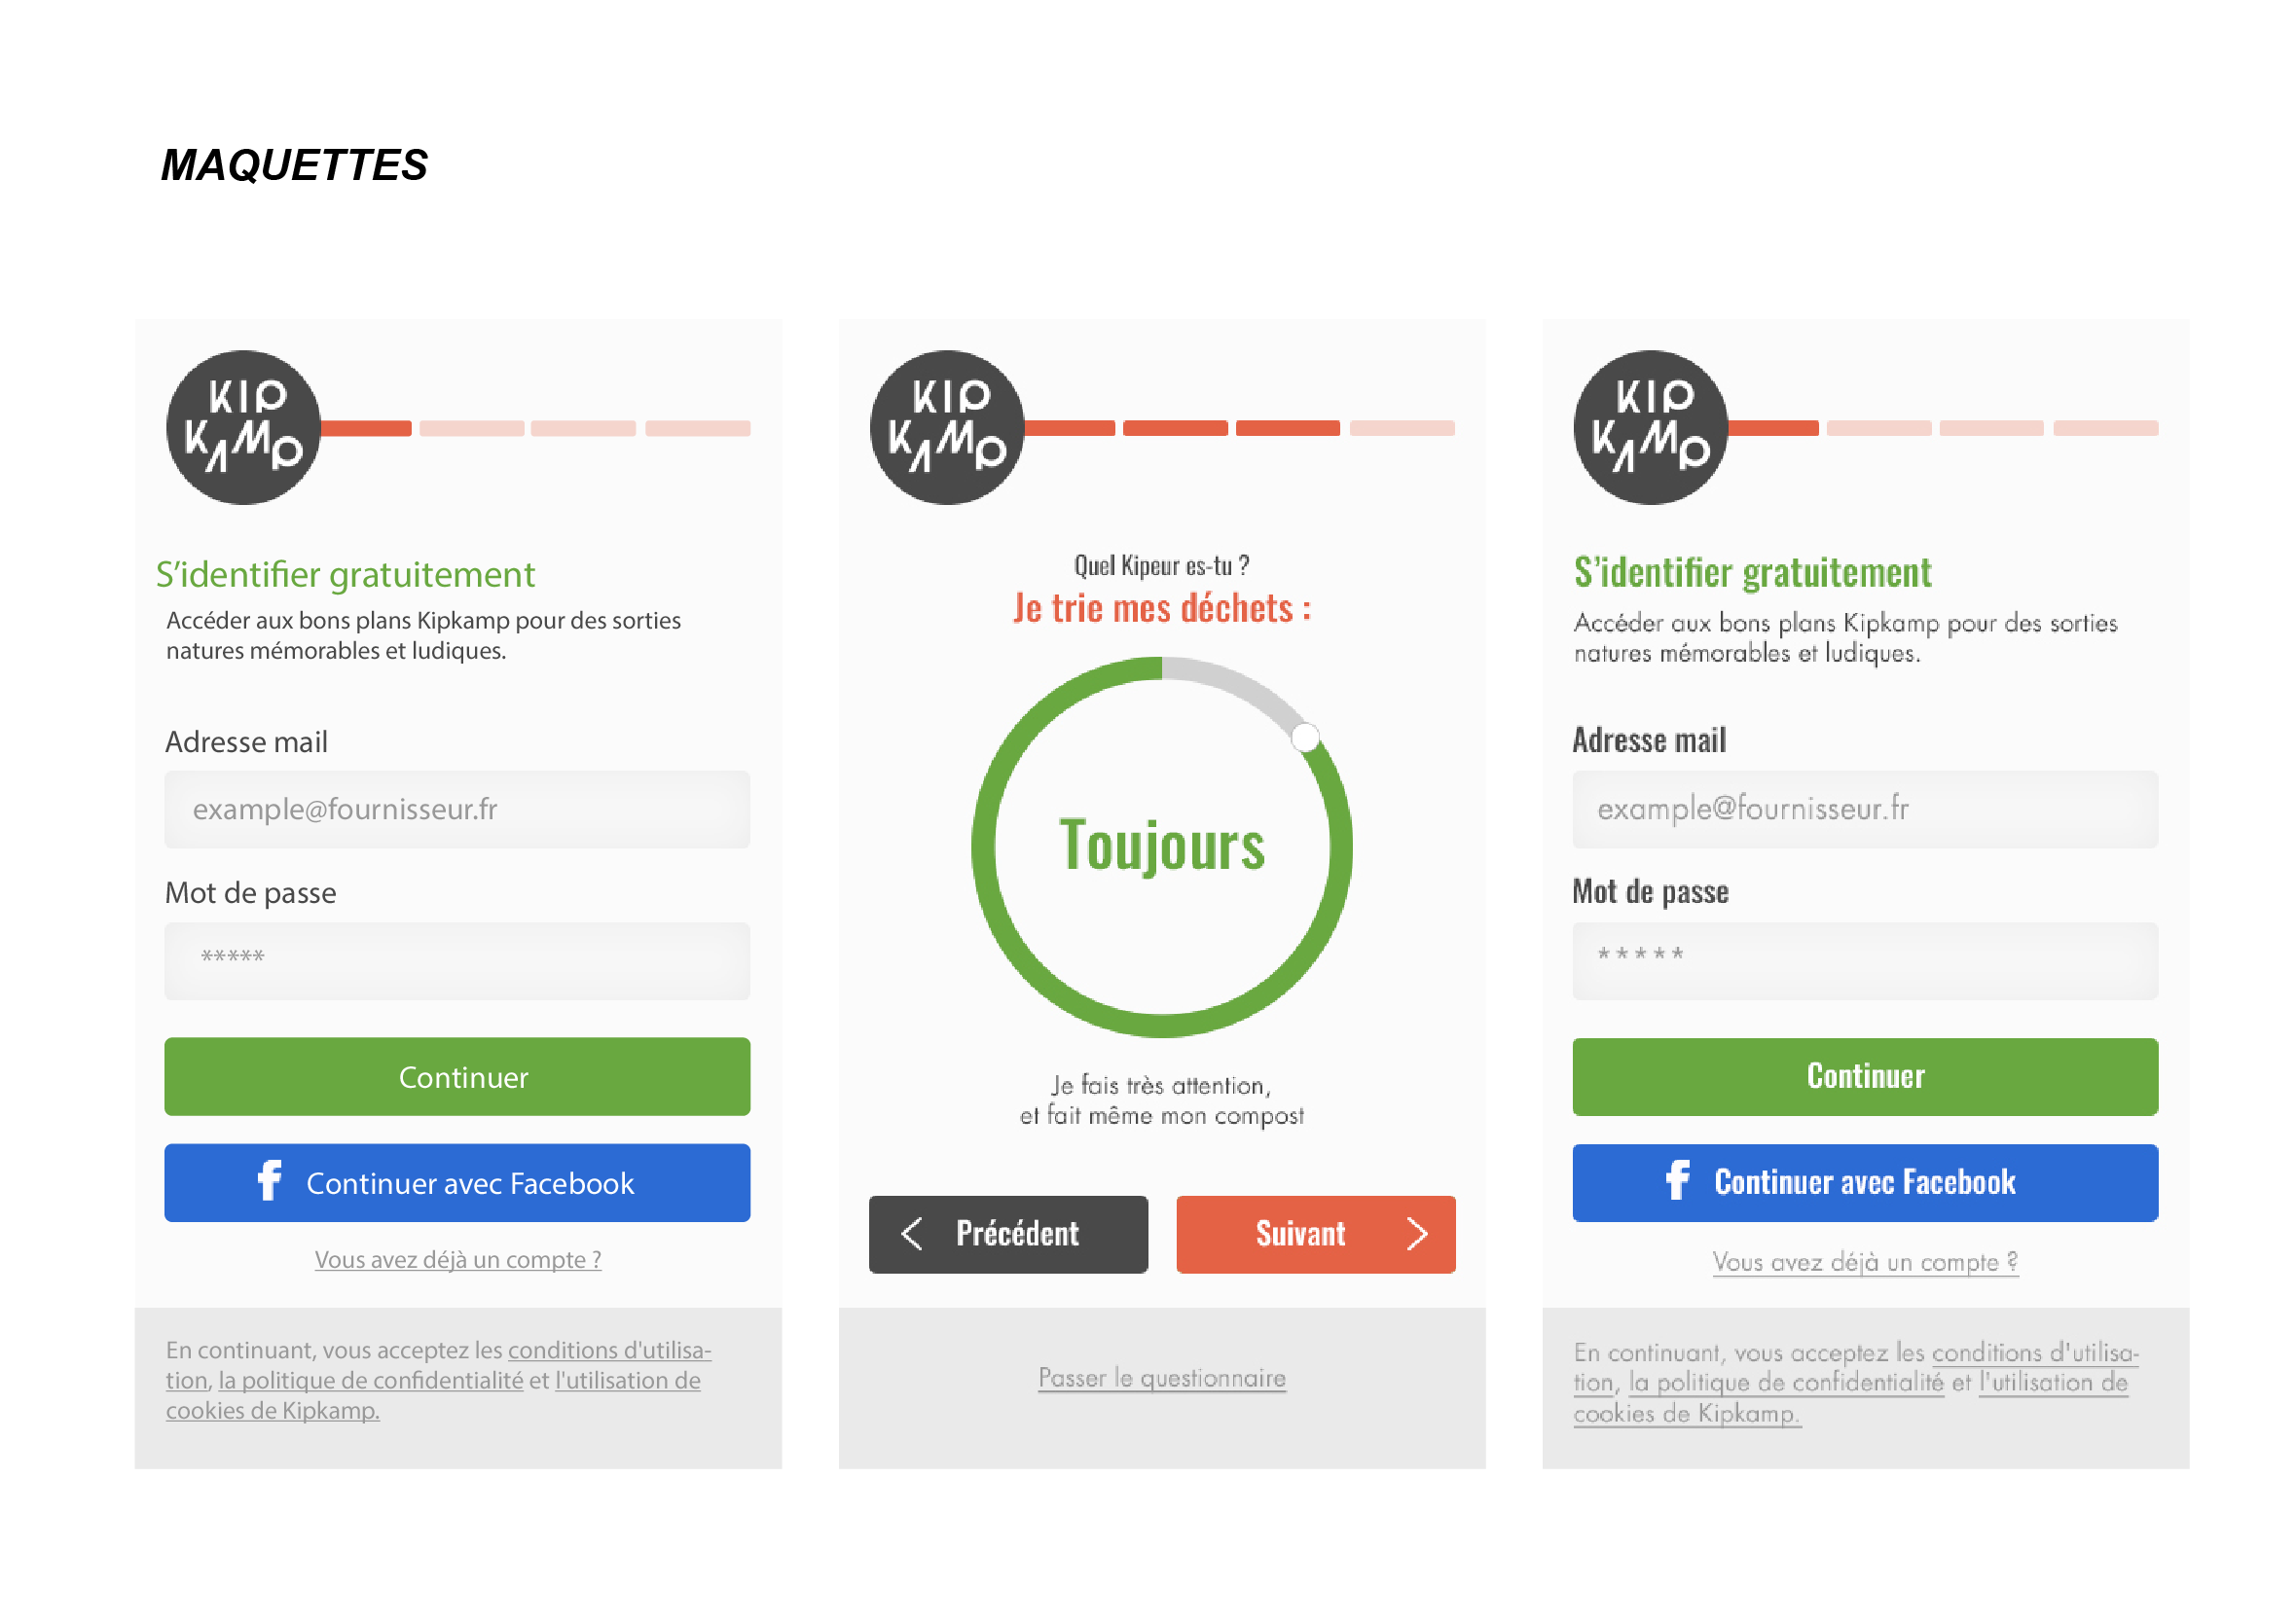 MAQUETTES
KIP
KAMP
S'identifier gratuitement
Accéder aux bons plans Kipkamp pour des sorties
natures mémorables et ludiques.
Adresse mail
example@fournisseur.fr
Mot de passe
*****
Continuer
f Continuer avec Facebook
Vous avez déjà un compte ?
En continuant, vous acceptez les conditions d'utilisa-
tion, la politique de confidentialité et l'utilisation de
cookies de Kipkamp.
KIP
KAMP
Quel Kipeur es-tu ?
Je trie mes déchets :
Toujours
Je fais très attention,
et fait même mon compost
Précédent
Suivant
Passer le questionnaire
KIP
KAMP
S'identifier gratuitement
Accéder aux bons plans Kipkamp pour des sorties
natures mémorables et ludiques.
Adresse mail
example@fournisseur.fr
Mot de passe
*****
Continuer
f Continuer avec Facebook
Vous avez déjà un compte ?
En continuant, vous acceptez les conditions d'utilisa-
tion, la politique de confidentialité et l'utilisation de
cookies de Kipkamp.